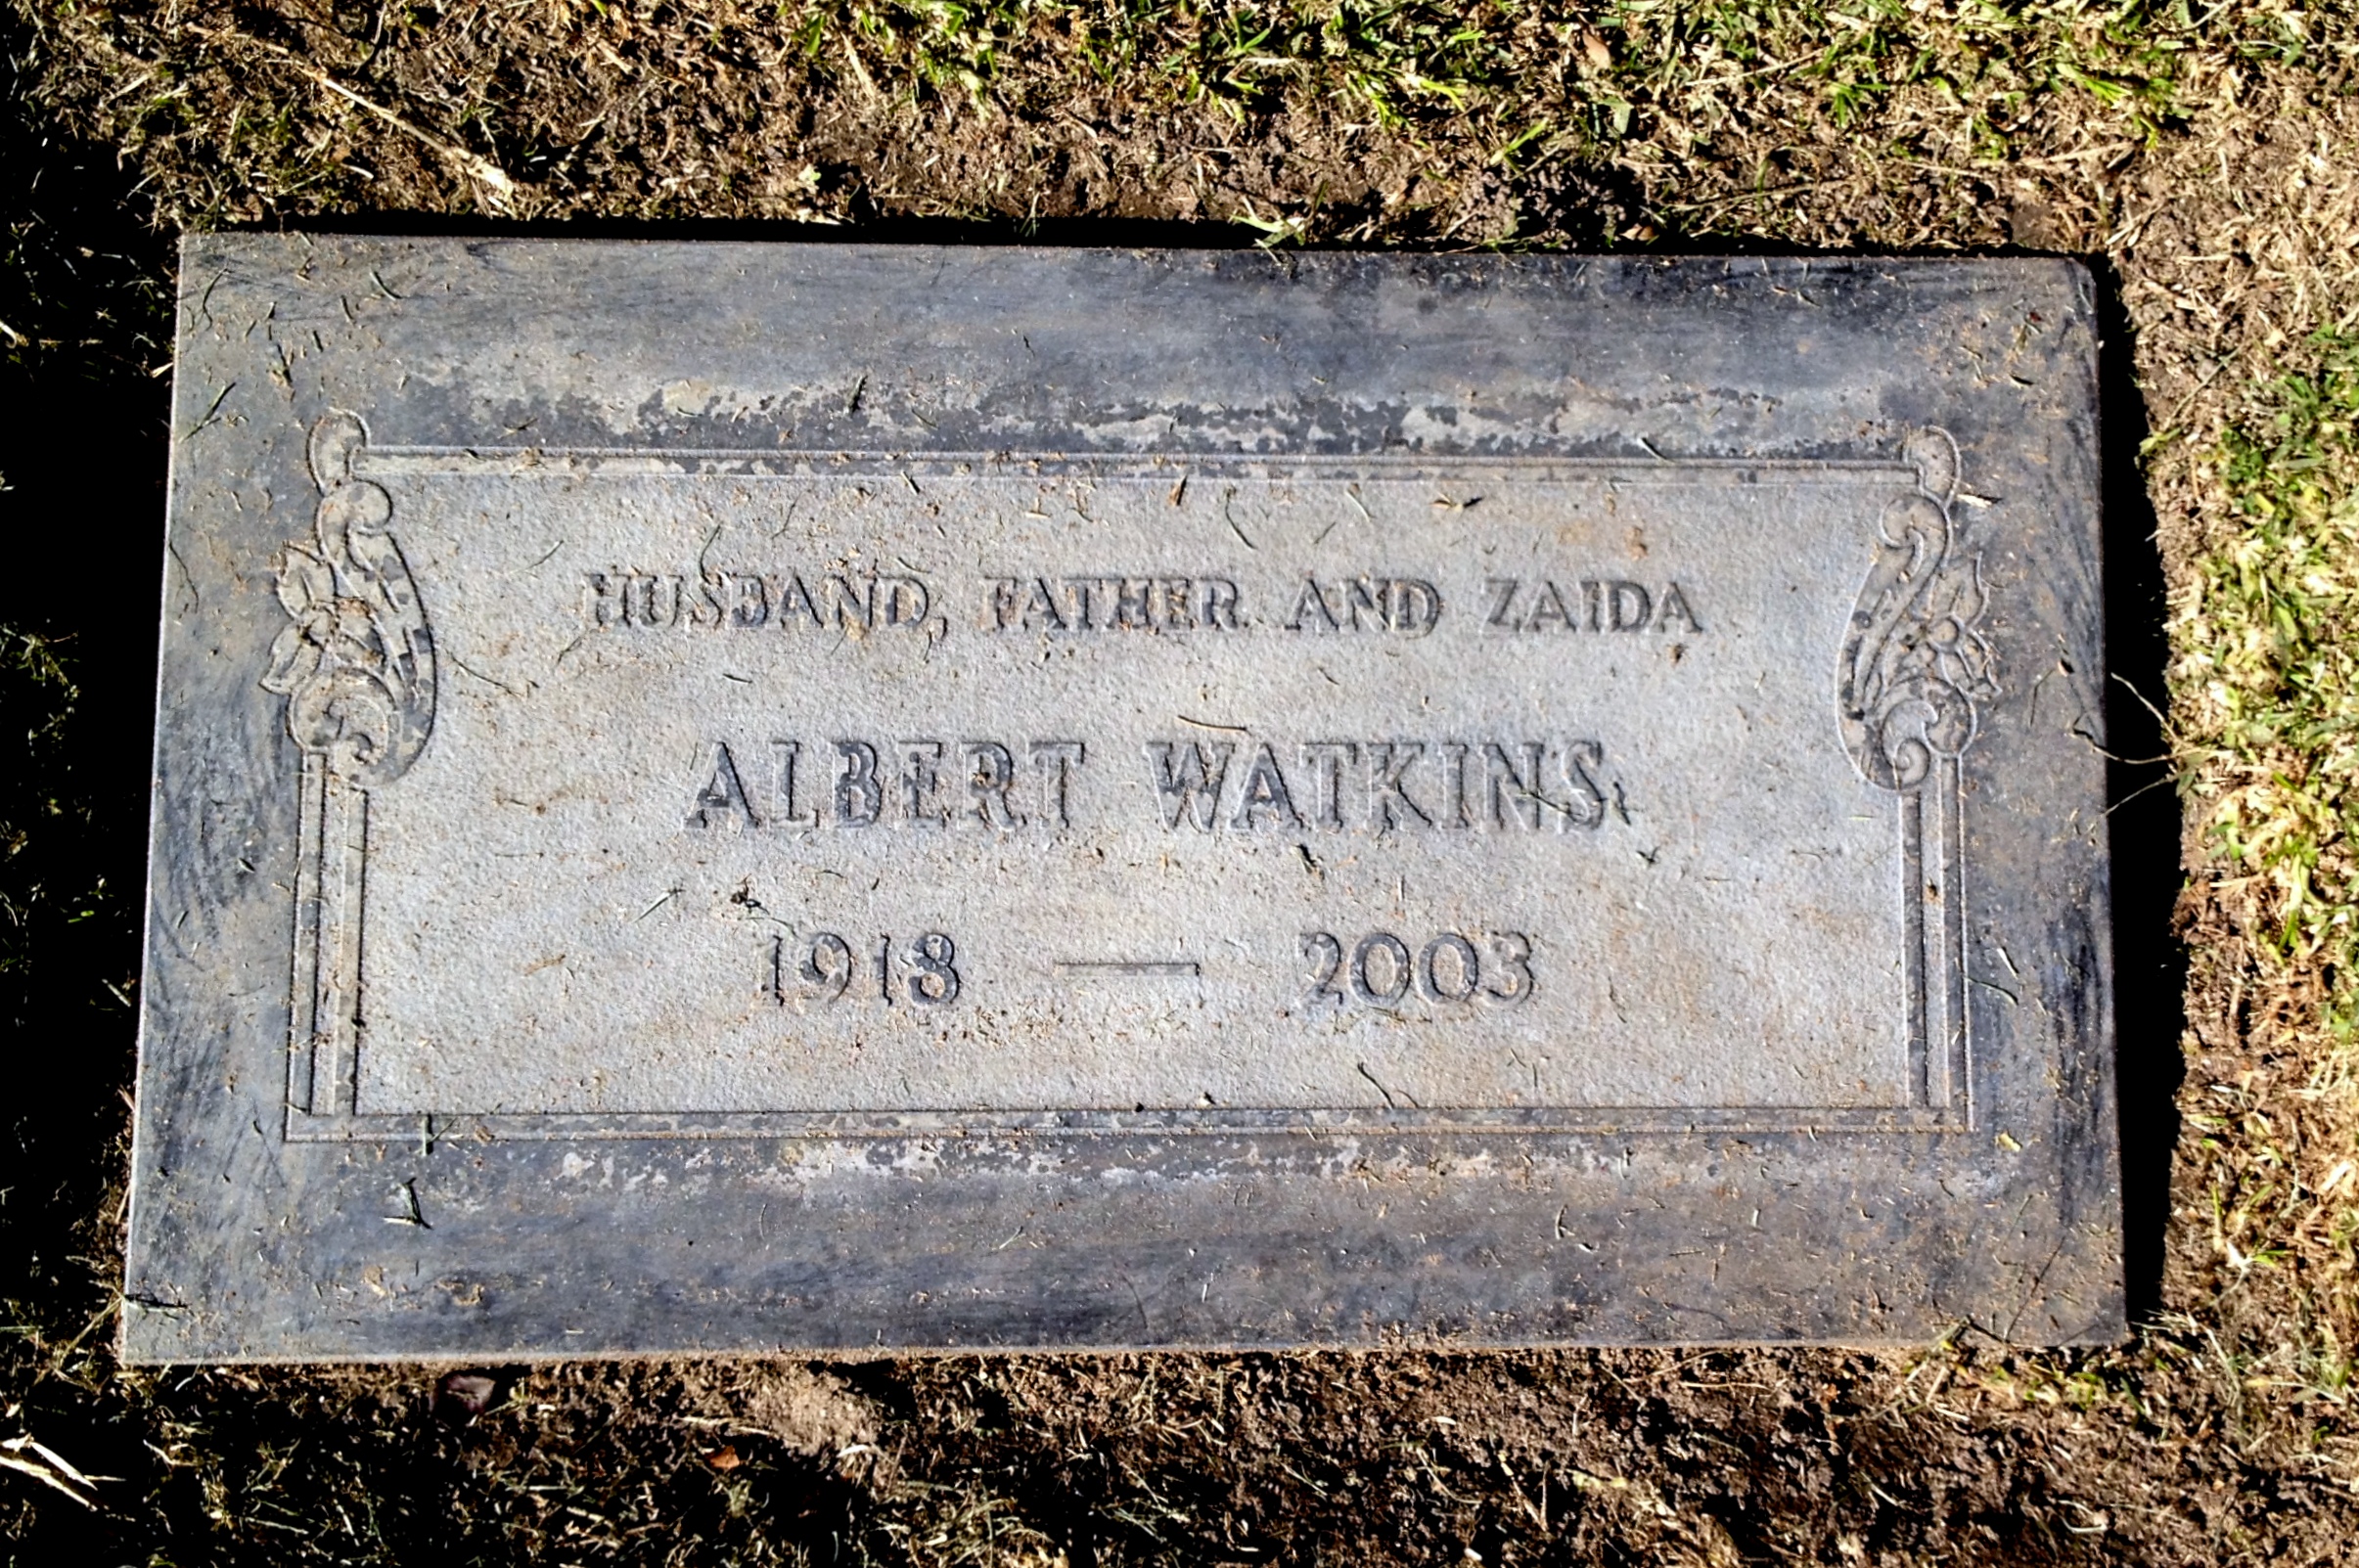 HUSBAND, FATHER AND ZAIDA
ALBERT WATKINS
1918 — 2003